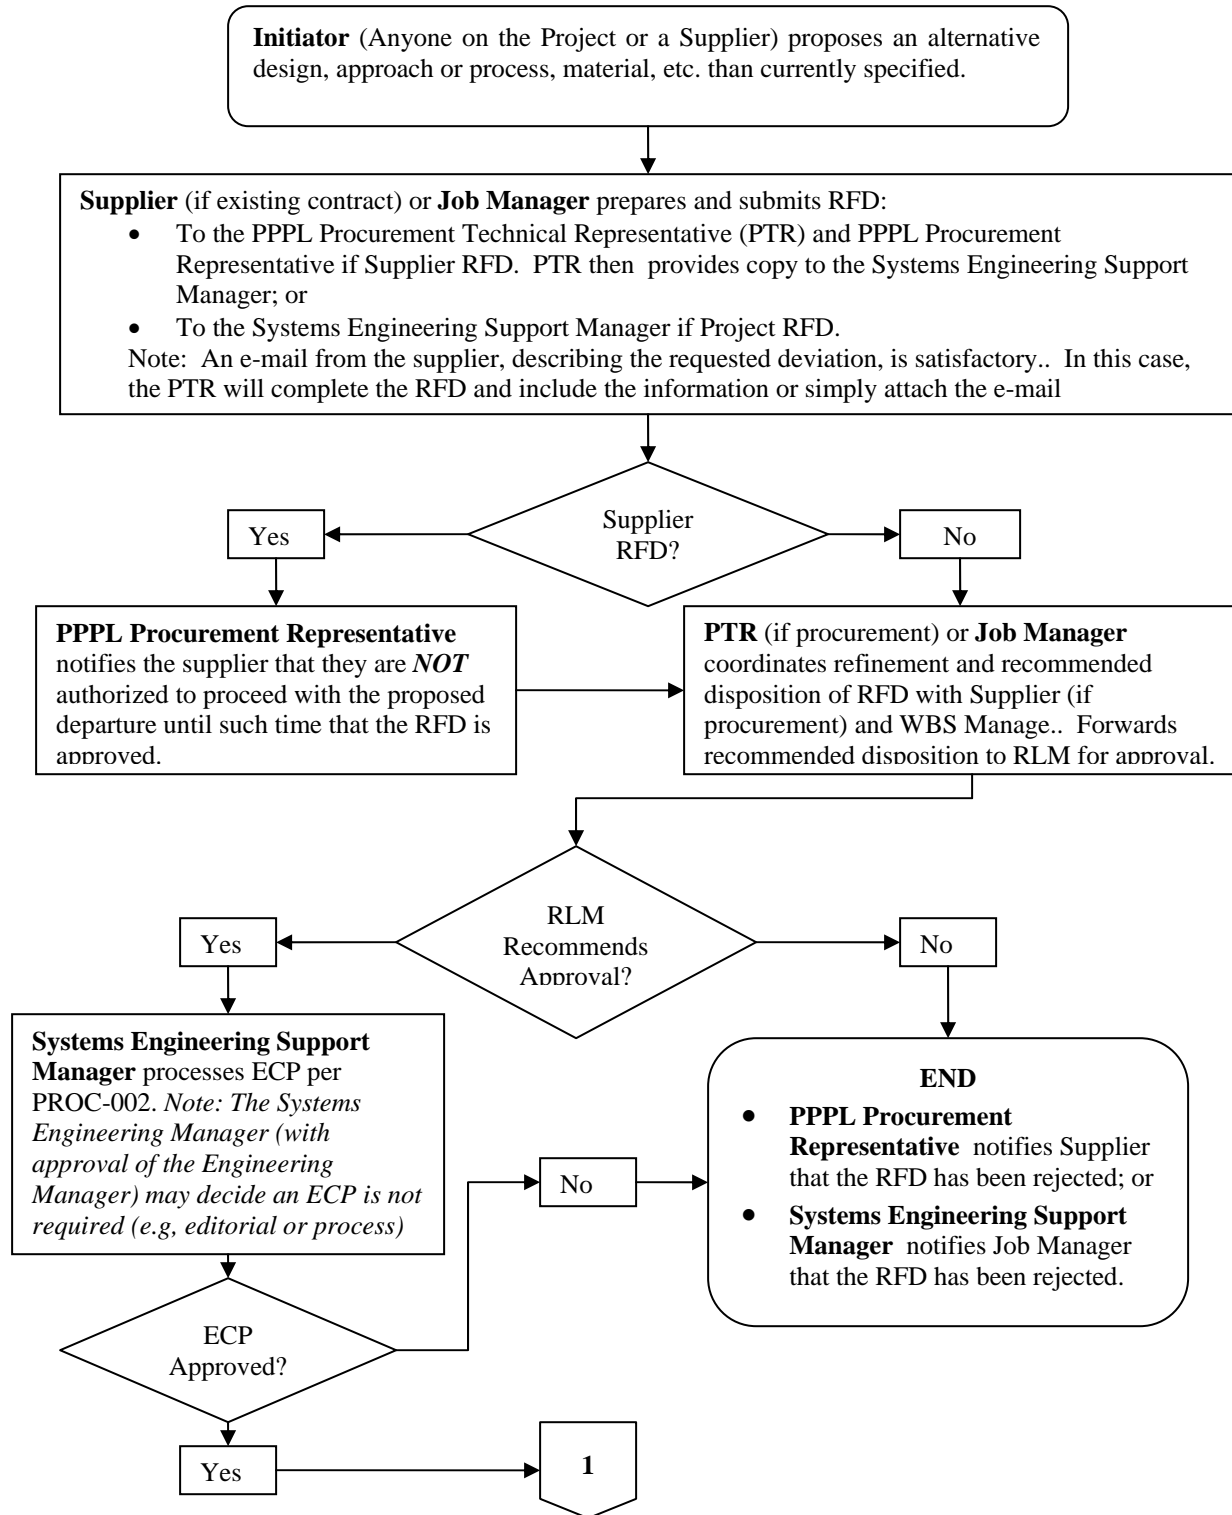 Initiator (Anyone on the Project or a Supplier) proposes an alternative
design, approach or process, material, etc. than currently specified.
Supplier (if existing contract) or Job Manager prepares and submits RFD:
• To the PPPL Procurement Technical Representative (PTR) and PPPL Procurement
Representative if Supplier RFD. PTR then provides copy to the Systems Engineering Support
Manager; or
• To the Systems Engineering Support Manager if Project RFD.
Note: An e-mail from the supplier, describing the requested deviation, is satisfactory.. In this case,
the PTR will complete the RFD and include the information or simply attach the e-mail
Supplier
RFD?
Yes
No
PPPL Procurement Representative
notifies the supplier that they are NOT
authorized to proceed with the proposed
departure until such time that the RFD is
approved.
PTR (if procurement) or Job Manager
coordinates refinement and recommended
disposition of RFD with Supplier (if
procurement) and WBS Manage.. Forwards
recommended disposition to RLM for approval.
RLM
Recommends
Approval?
Yes
No
Systems Engineering Support
Manager processes ECP per
PROC-002. Note: The Systems
Engineering Manager (with
approval of the Engineering
Manager) may decide an ECP is not
required (e.g, editorial or process)
No
END
• PPPL Procurement
Representative notifies Supplier
that the RFD has been rejected; or
• Systems Engineering Support
Manager notifies Job Manager
that the RFD has been rejected.
ECP
Approved?
Yes
1